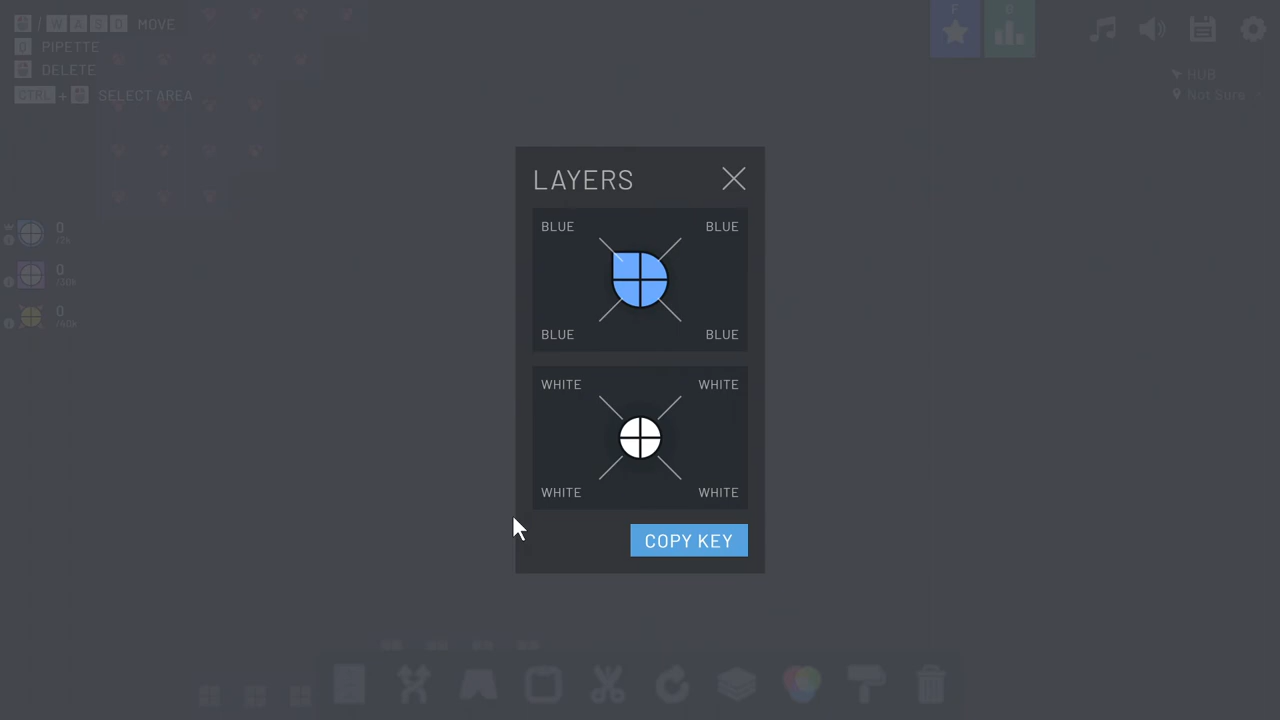 / W A S D MOVE
Q PIPETTE
DELETE
CTRL + SELECT AREA
F
HUB
Not Sure
0
0
0
LAYERS
BLUE BLUE
BLUE BLUE
WHITE WHITE
WHITE WHITE
COPY KEY